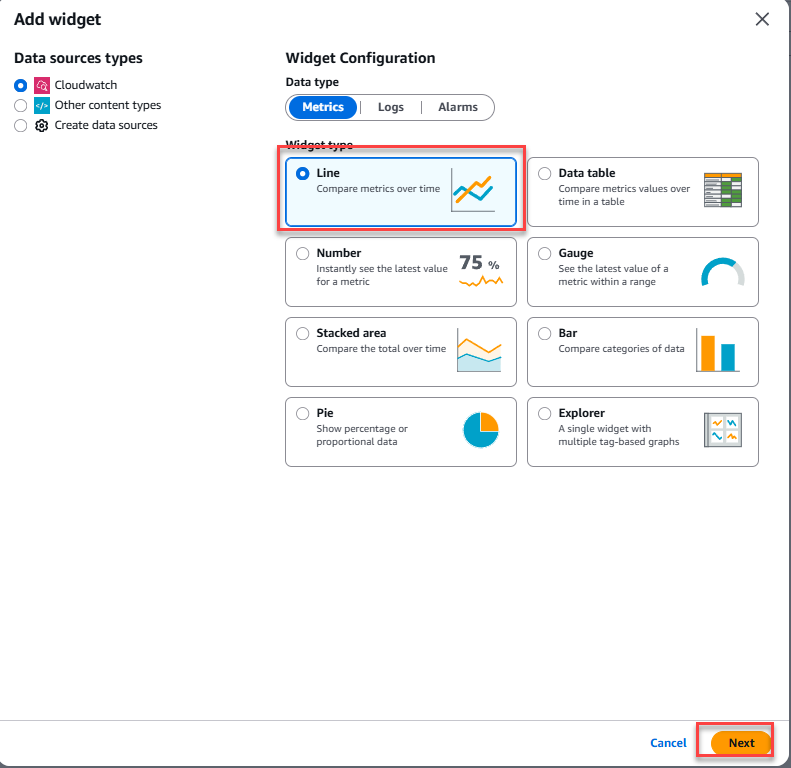 Add widget
Data sources types
Cloudwatch
Other content types
Create data sources
Widget Configuration
Data type
Metrics
Logs
Alarms
Widget type
Line
Compare metrics over time
Data table
Compare metrics values over
time in a table
Number
Instantly see the latest value
for a metric
75 %
Gauge
See the latest value of a
metric within a range
Stacked area
Compare the total over time
Bar
Compare categories of data
Pie
Show percentage or
proportional data
Explorer
A single widget with
multiple tag-based graphs
Cancel
Next